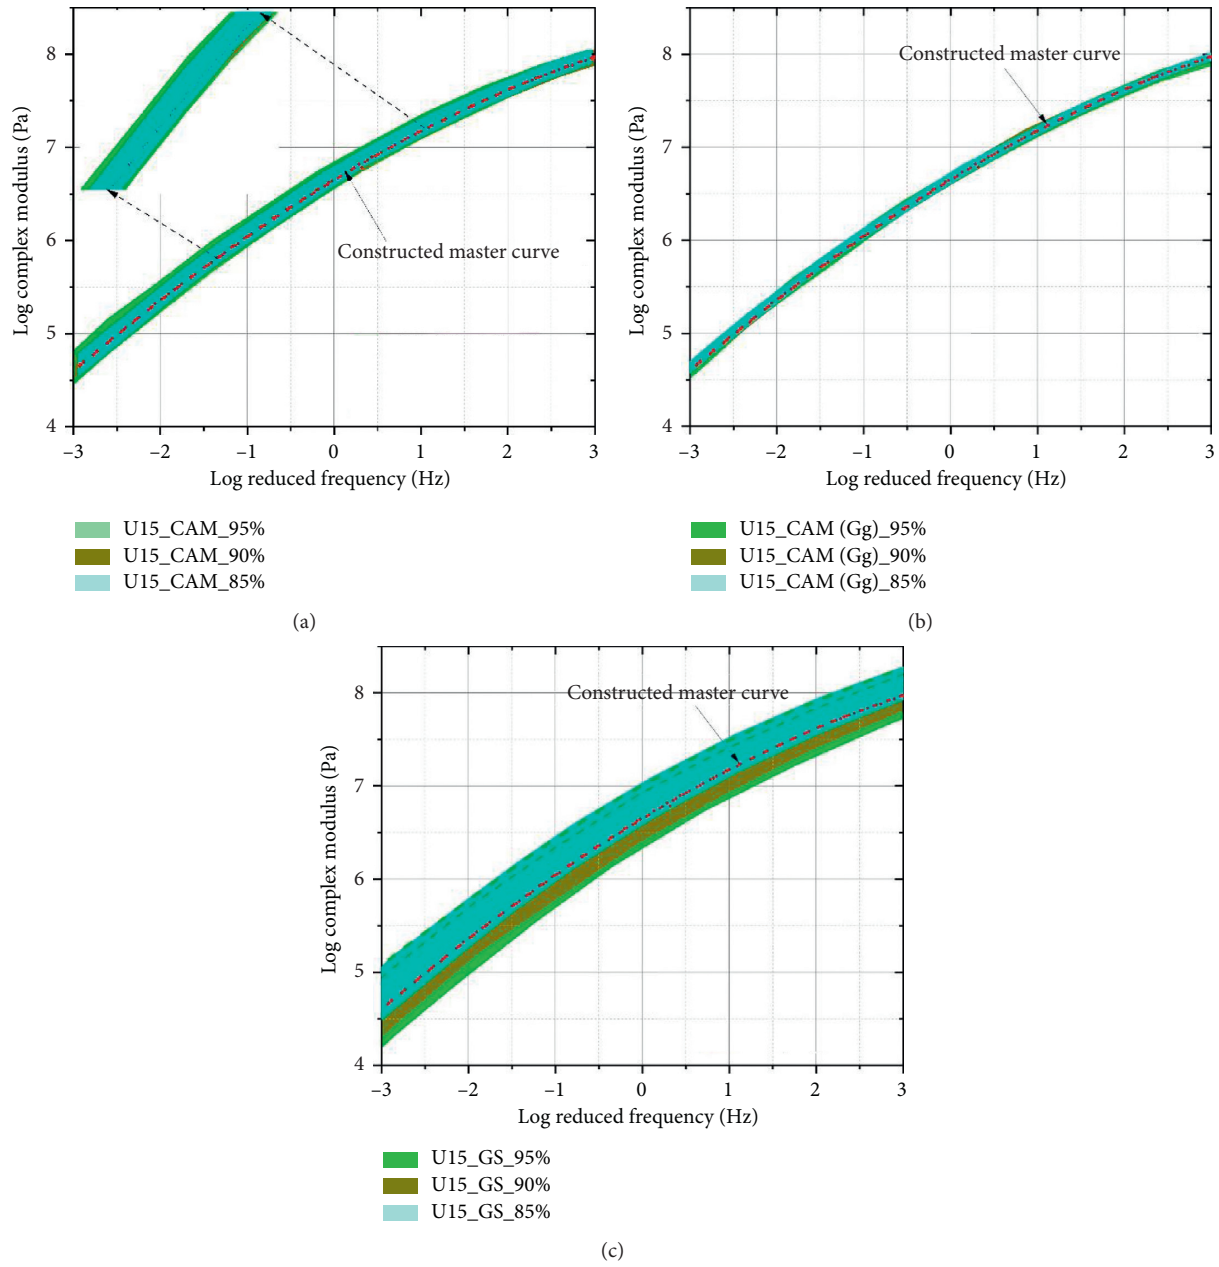 8
7
6
5
4
Log complex modulus (Pa)
Constructed master curve
–3
–2
–1
0
1
2
3
Log reduced frequency (Hz)
U15_CAM_95%
U15_CAM_90%
U15_CAM_85%
(a)
8
7
6
5
4
Log complex modulus (Pa)
Constructed master curve
–3
–2
–1
0
1
2
3
Log reduced frequency (Hz)
U15_CAM (Gg)_95%
U15_CAM (Gg)_90%
U15_CAM (Gg)_85%
(b)
8
7
6
5
4
Log complex modulus (Pa)
Constructed master curve
–3
–2
–1
0
1
2
3
Log reduced frequency (Hz)
U15_GS_95%
U15_GS_90%
U15_GS_85%
(c)